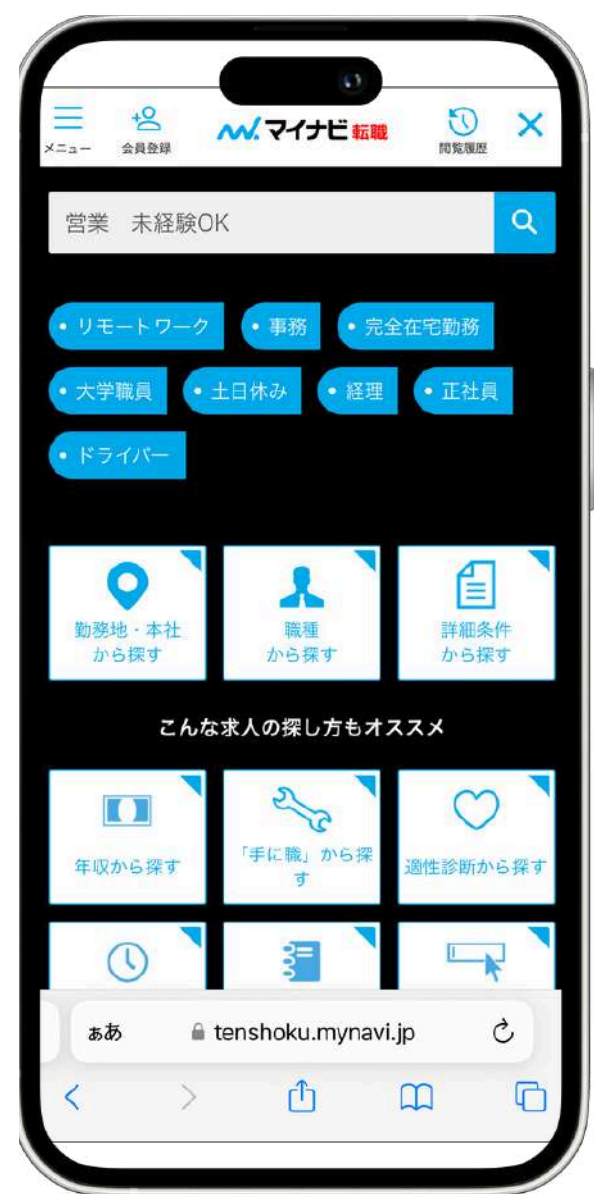 メニュー
会員登録
マイナビ転職
閲覧履歴
営業 未経験OK
リモートワーク
事務
完全在宅勤務
大学職員
土日休み
経理
正社員
ドライバー
勤務地・本社
から探す
職種
から探す
詳細条件
から探す
こんな求人の探し方もオススメ
年収から探す
「手に職」から探
す
適性診断から探す
ぁあ
tenshoku.mynavi.jp